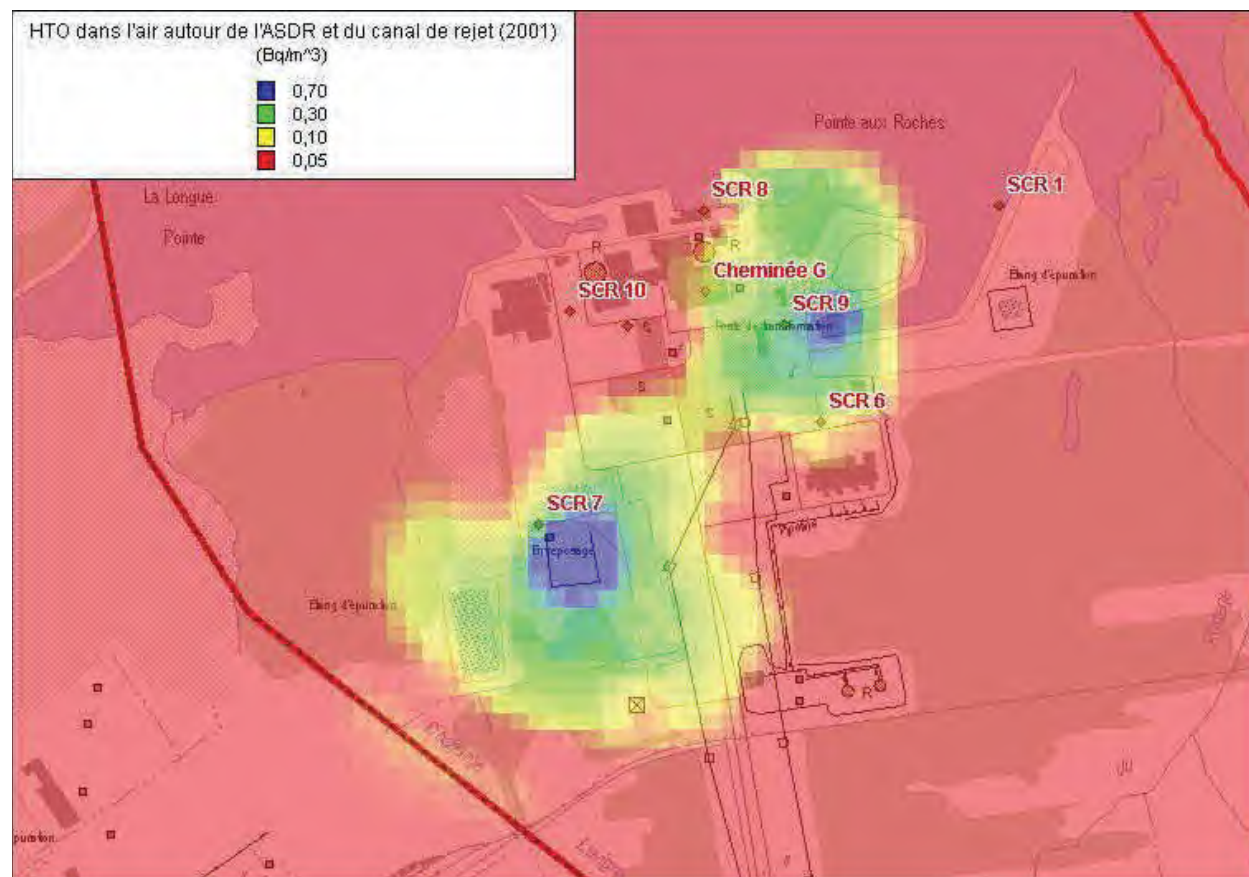 HTO dans l'air autour de l'ASDR et du canal de rejet (2001)
(Bq/m^3)
0,70
0,30
0,10
0,05
Pointe aux Roches
La Longue
Pointe
SCR 8
SCR 1
R
R
Cheminée G
Étang d'épuration
SCR 10
SCR 9
S
S
S
SCR 6
SCR 7
Étang d'épuration
R